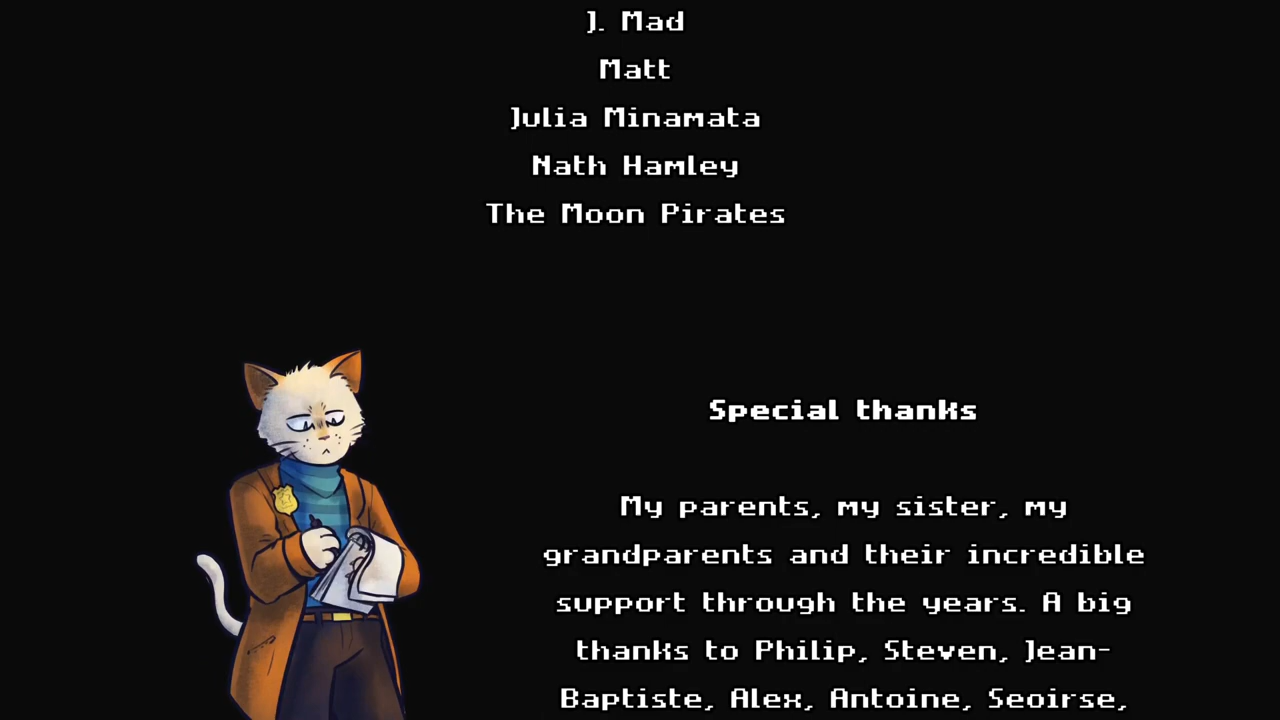 J. Mad
Matt
Julia Minamata
Nath Hamley
The Moon Pirates
Special thanks
My parents, my sister, my
grandparents and their incredible
support through the years. A big
thanks to Philip, Steven, Jean-
Baptiste, Alex, Antoine, Seoirse,